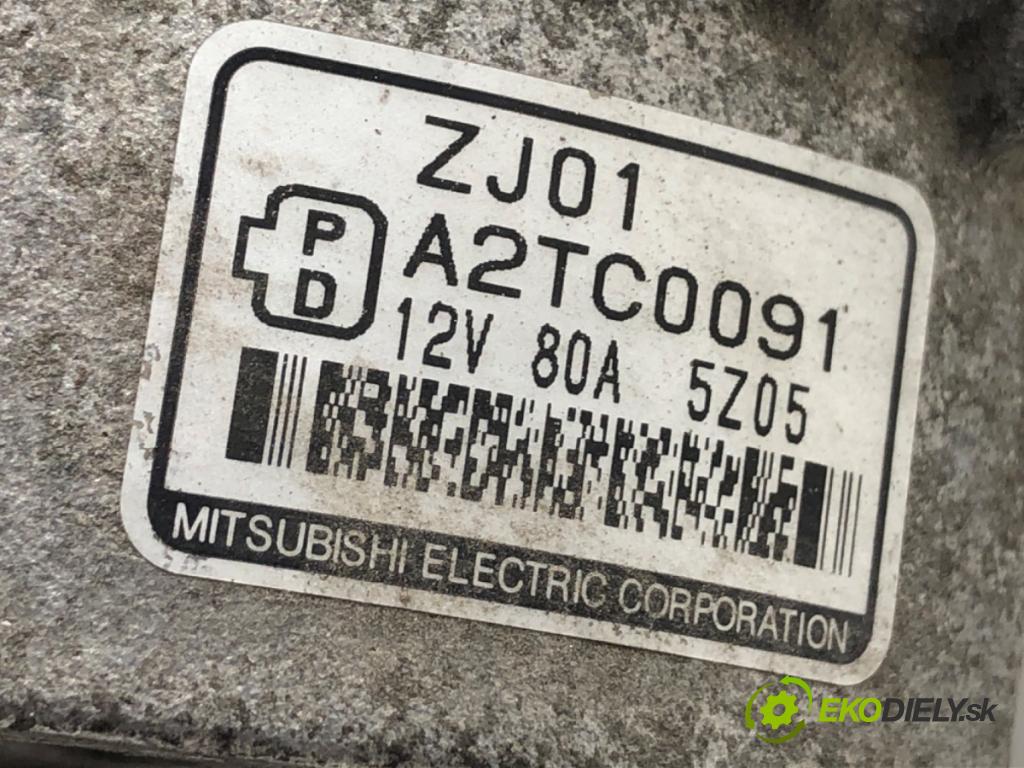 ZJ01
P
D
A2TC0091
12V 80A 5Z05
MITSUBISHI ELECTRIC CORPORATION
EKODIELY.sk